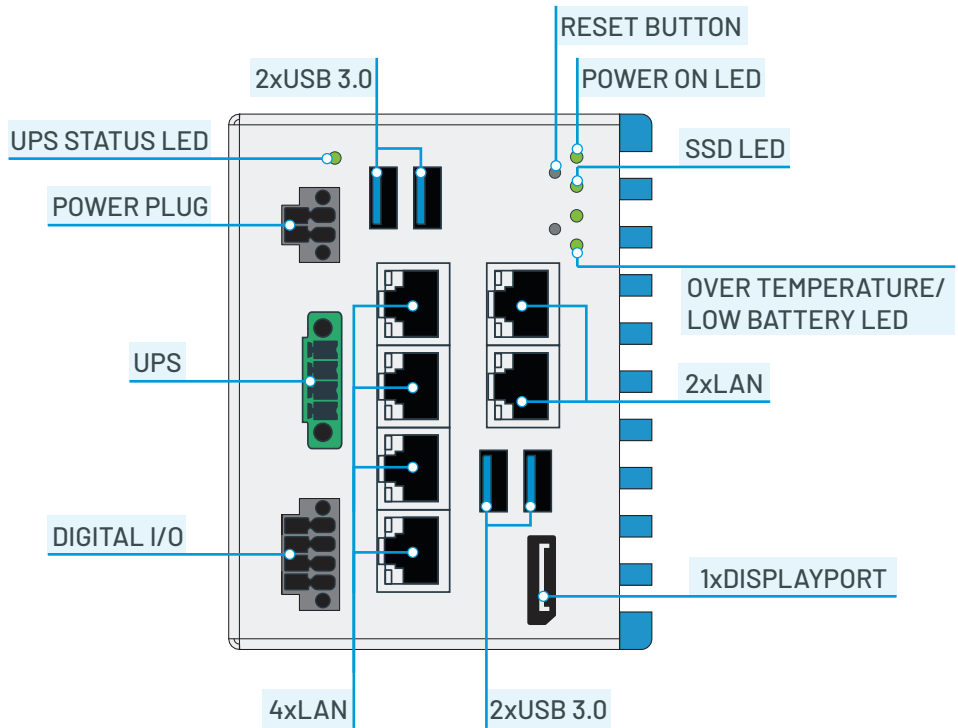 RESET BUTTON
2xUSB 3.0
POWER ON LED
UPS STATUS LED
SSD LED
POWER PLUG
OVER TEMPERATURE/
LOW BATTERY LED
UPS
2xLAN
DIGITAL I/O
1xDISPLAYPORT
4xLAN
2xUSB 3.0